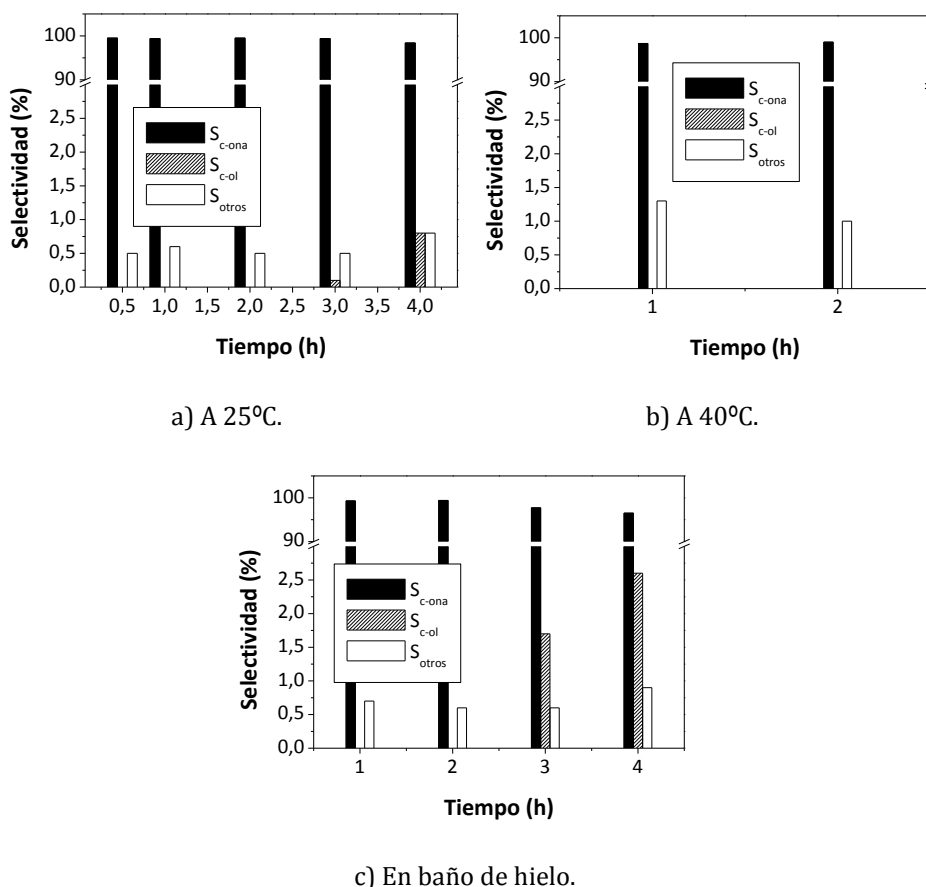 100
90
2,5
2,0
1,5
1,0
0,5
0,0
Selectividad (%)
S c-ona
S c-ol
S otros
0,5 1,0 1,5 2,0 2,5 3,0 3,5 4,0
Tiempo (h)
a) A 25ºC.
100
90
2,5
2,0
1,5
1,0
0,5
0,0
Selectividad (%)
S c-ona
S c-ol
S otros
1 2
Tiempo (h)
b) A 40ºC.
100
90
2,5
2,0
1,5
1,0
0,5
0,0
Selectividad (%)
S c-ona
S c-ol
S otros
1 2 3 4
Tiempo (h)
c) En baño de hielo.